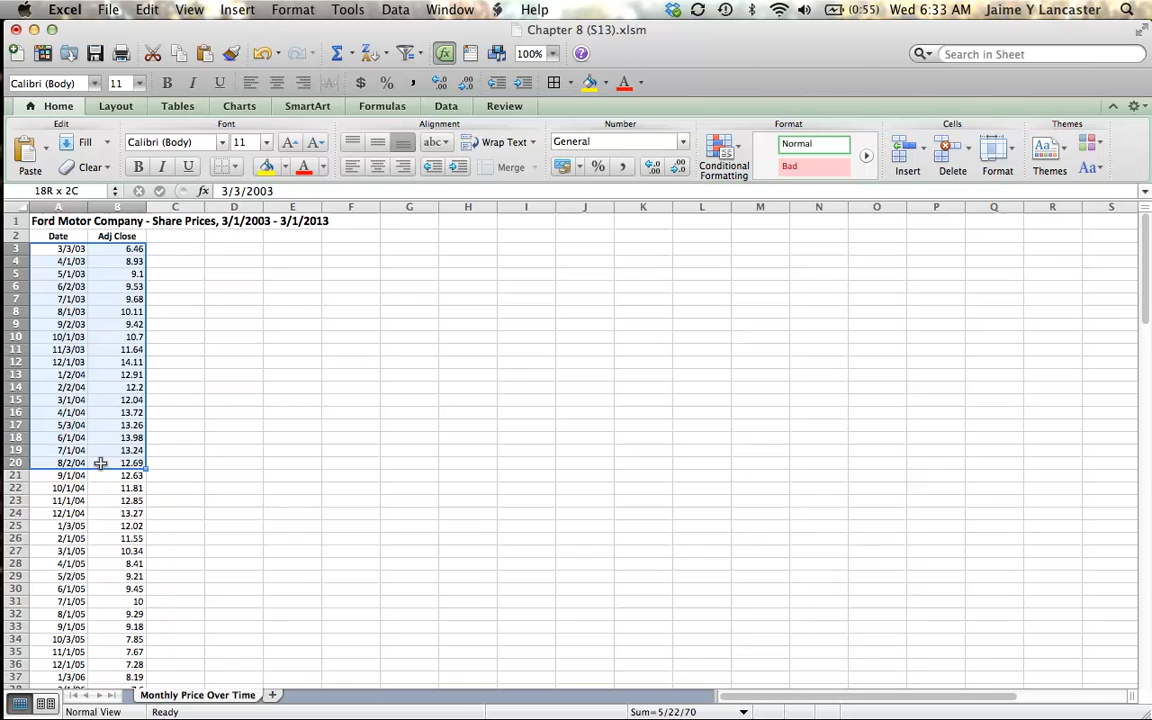 Excel File Edit View Insert Format Tools Data Window Help (0:55) Wed 6:33 AM Jaime Y Lancaster
Chapter 8 (S13).xlsm
100% Search in Sheet
Calibri (Body) 11 B I U $ %
Home Layout Tables Charts SmartArt Formulas Data Review
Edit Font Alignment Number Format Cells Themes
Fill Calibri (Body) 11 A A abc Wrap Text General Normal
Paste Clear B I U A Merge % Bad Conditional Formatting Insert Delete Format Themes Aa
18R x 2C fx 3/3/2003
A B C D E F G H I J K L M N O P Q R S
1 Ford Motor Company - Share Prices, 3/1/2003 - 3/1/2013
2 Date Adj Close
3 3/3/03 6.46
4 4/1/03 8.93
5 5/1/03 9.1
6 6/2/03 9.53
7 7/1/03 9.68
8 8/1/03 10.11
9 9/2/03 9.42
10 10/1/03 10.7
11 11/3/03 11.64
12 12/1/03 14.11
13 1/2/04 12.91
14 2/2/04 12.2
15 3/1/04 12.04
16 4/1/04 13.72
17 5/3/04 13.26
18 6/1/04 13.98
19 7/1/04 13.24
20 8/2/04 12.69
21 9/1/04 12.63
22 10/1/04 11.81
23 11/1/04 12.85
24 12/1/04 13.27
25 1/3/05 12.02
26 2/1/05 11.55
27 3/1/05 10.34
28 4/1/05 8.41
29 5/2/05 9.21
30 6/1/05 9.45
31 7/1/05 10
32 8/1/05 9.29
33 9/1/05 9.18
34 10/3/05 7.85
35 11/1/05 7.67
36 12/1/05 7.28
37 1/3/06 8.19
Monthly Price Over Time
Normal View Ready Sum=5/22/70